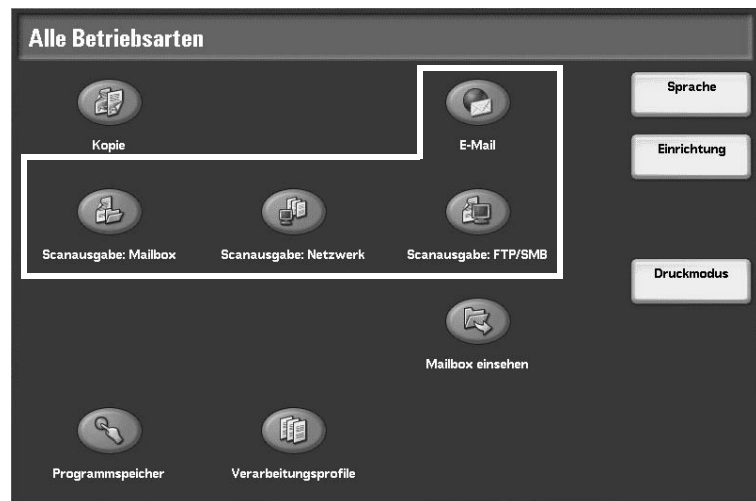 Alle Betriebsarten
Kopie
E-Mail
Sprache
Einrichtung
Scanausgabe: Mailbox
Scanausgabe: Netzwerk
Scanausgabe: FTP/SMB
Druckmodus
Mailbox einsehen
Programmspeicher
Verarbeitungsprofile